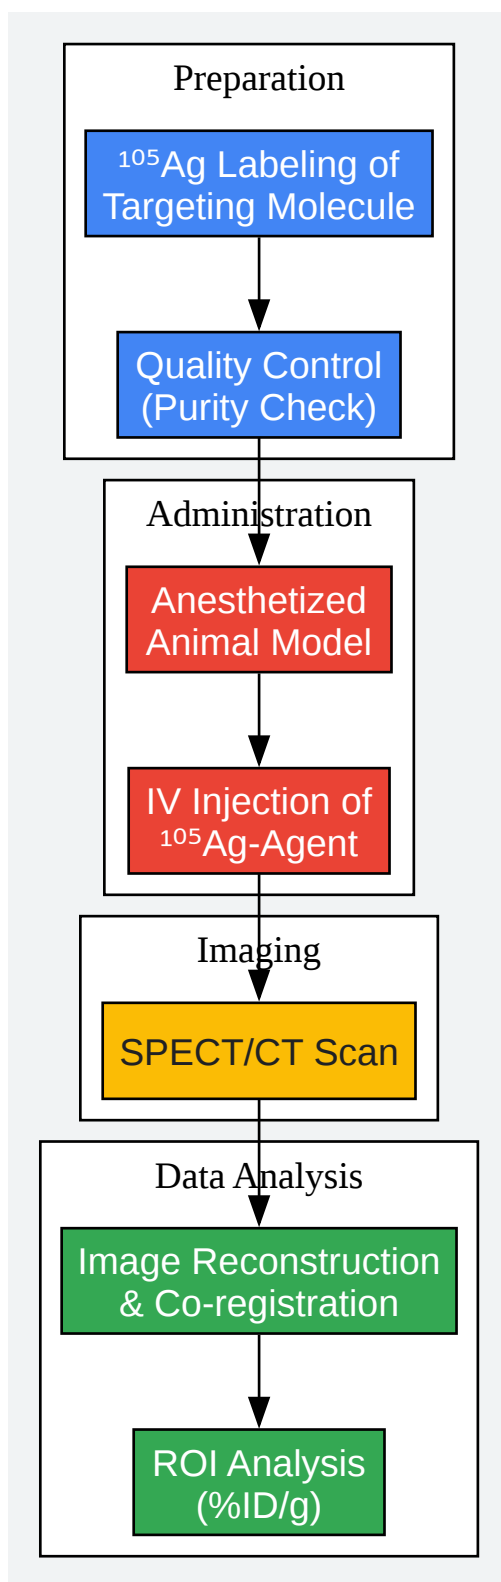 Preparation
¹⁰⁵Ag Labeling of
Targeting Molecule
Quality Control
(Purity Check)
Administration
Anesthetized
Animal Model
IV Injection of
¹⁰⁵Ag-Agent
Imaging
SPECT/CT Scan
Data Analysis
Image Reconstruction
& Co-registration
ROI Analysis
(%ID/g)